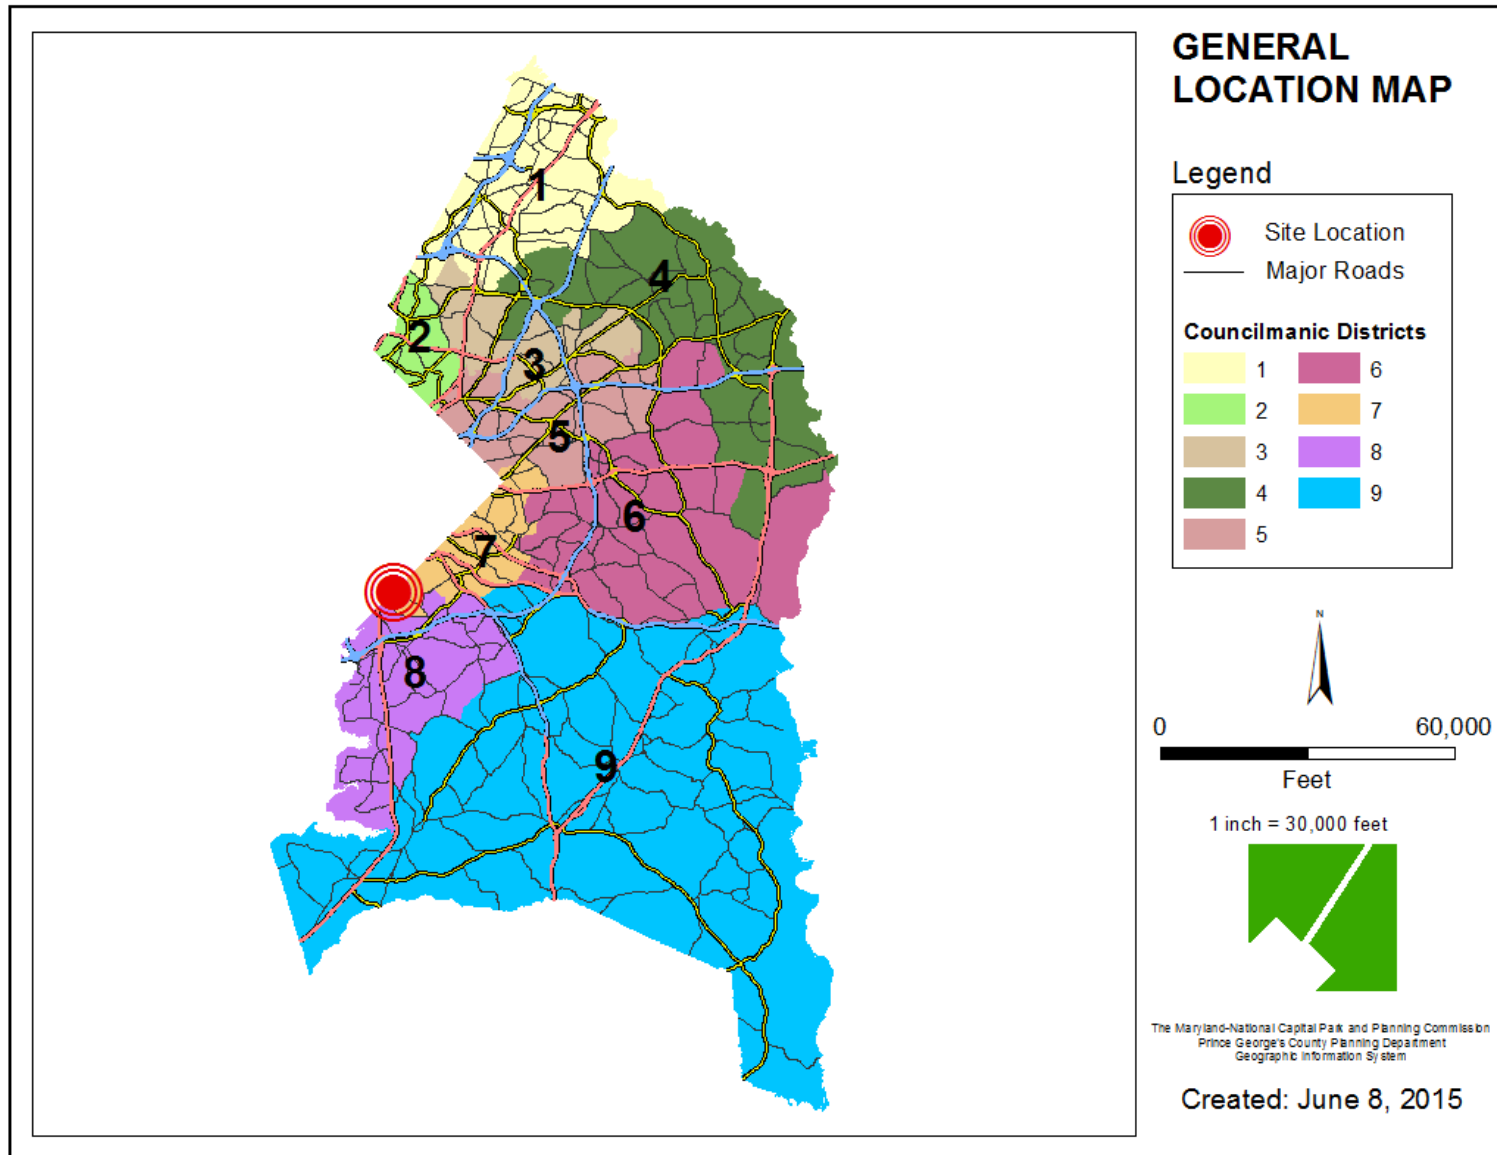 GENERAL
LOCATION MAP
Legend
Site Location
Major Roads
Councilmanic Districts
1
6
2
7
3
8
4
9
5
N
0
60,000
Feet
1 inch = 30,000 feet
The Maryland-National Capital Park and Planning Commission
Prince George's County Planning Department
Geographic Information System
Created: June 8, 2015
1
4
2
3
5
6
7
8
9